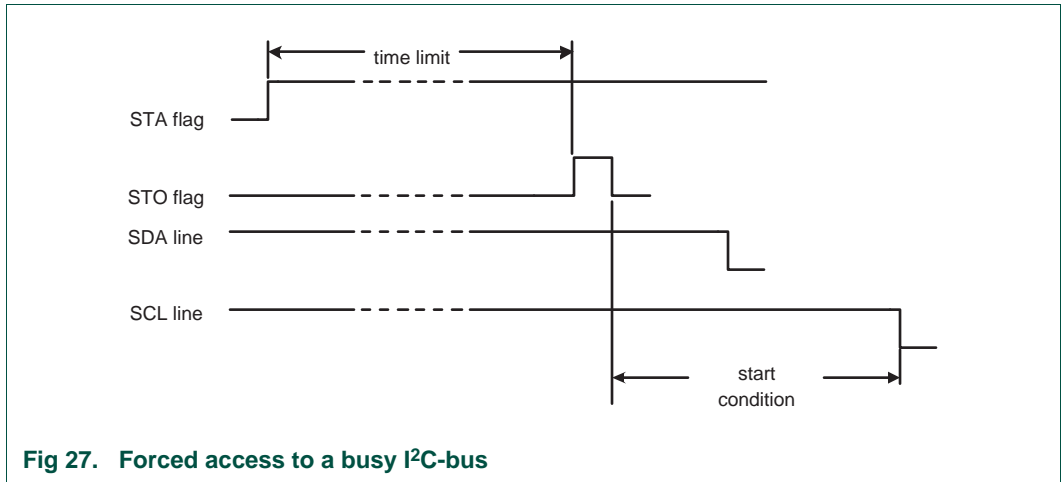 time limit
STA flag
STO flag
SDA line
SCL line
start
condition
Fig 27. Forced access to a busy I²C-bus